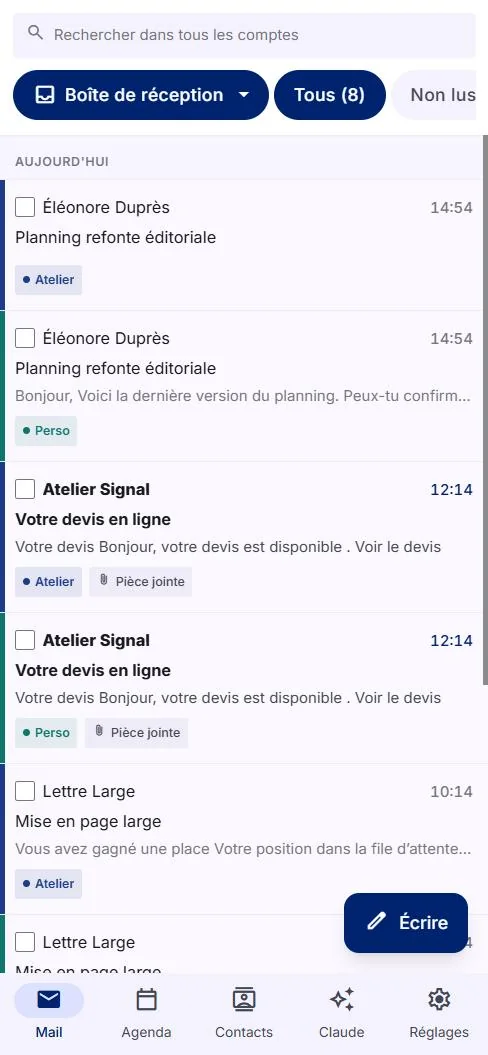 Rechercher dans tous les comptes
Boîte de réception
Tous (8)
Non lus
AUJOURD'HUI
Éléonore Duprès
14:54
Planning refonte éditoriale
Atelier
Éléonore Duprès
14:54
Planning refonte éditoriale
Bonjour, Voici la dernière version du planning. Peux-tu confirm...
Perso
Atelier Signal
12:14
Votre devis en ligne
Votre devis Bonjour, votre devis est disponible . Voir le devis
Atelier
Pièce jointe
Atelier Signal
12:14
Votre devis en ligne
Votre devis Bonjour, votre devis est disponible . Voir le devis
Perso
Pièce jointe
Lettre Large
10:14
Mise en page large
Vous avez gagné une place Votre position dans la file d’attente...
Atelier
Lettre Large
Mise en page large
Écrire
Mail
Agenda
Contacts
Claude
Réglages